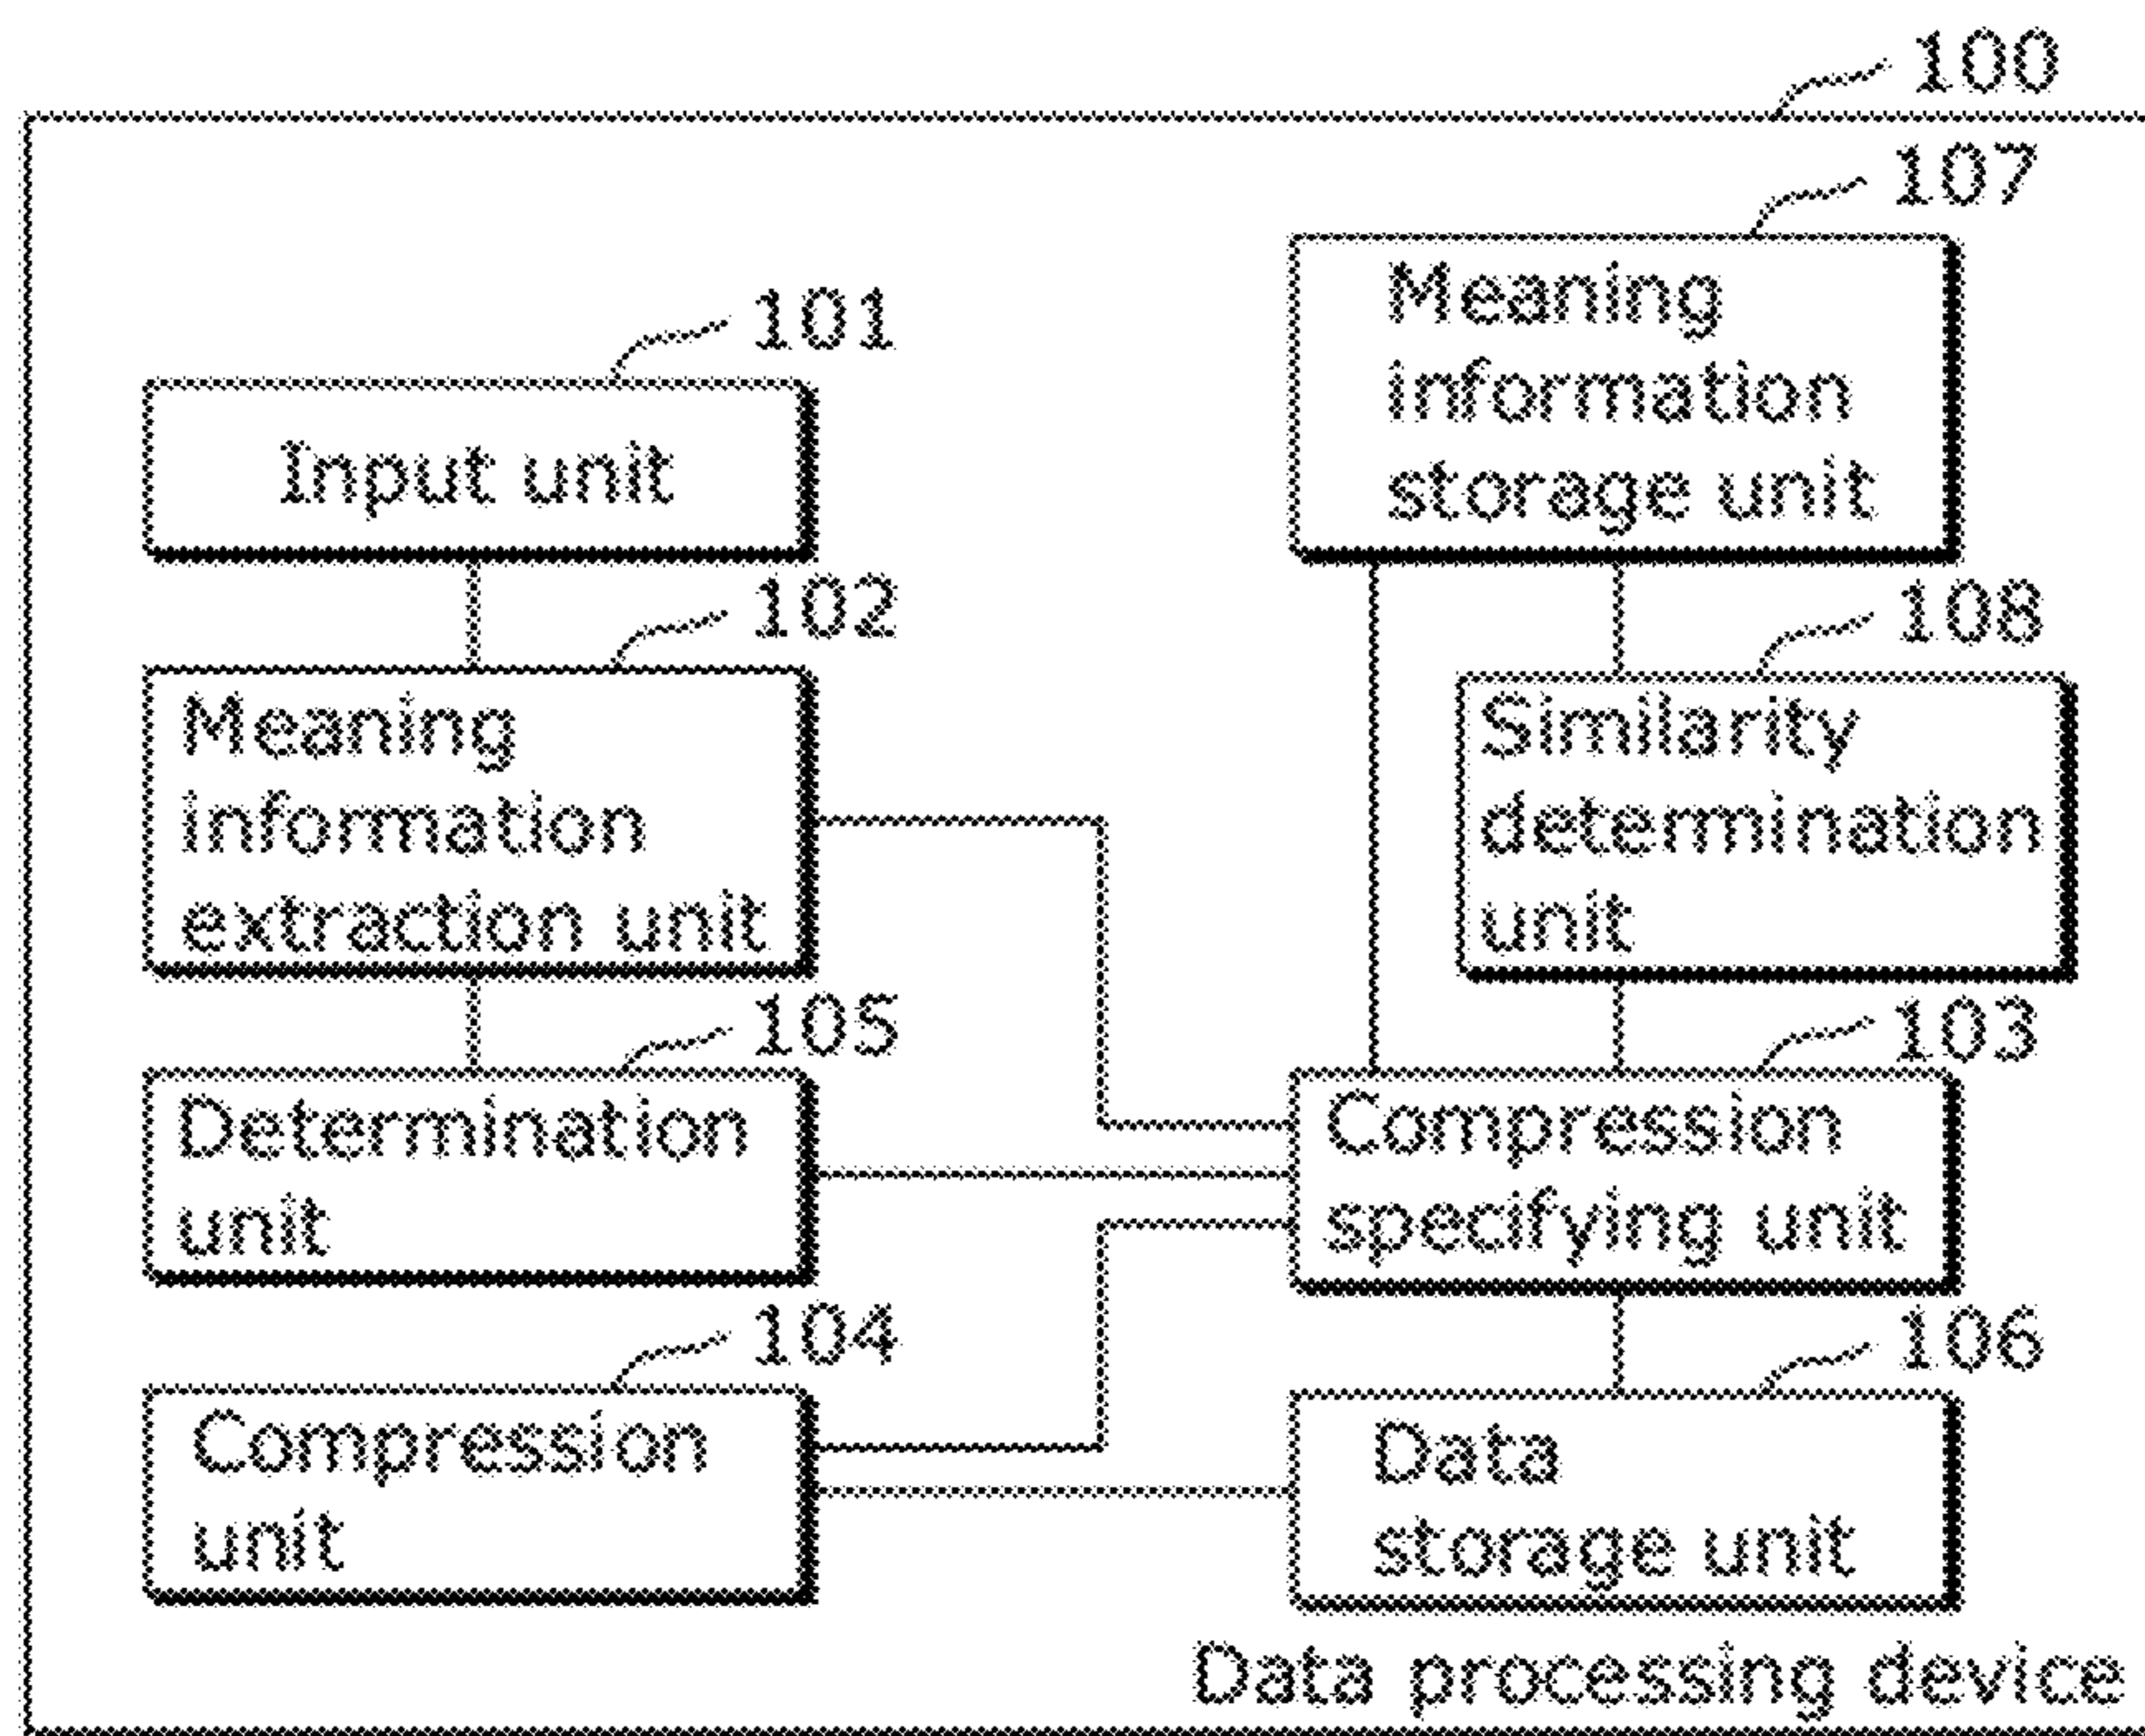 100
107
Meaning
information
storage unit
101
Input unit
102
Meaning
information
extraction unit
108
Similarity
determination
unit
105
Determination
unit
103
Compression
specifying unit
104
Compression
unit
106
Data
storage unit
Data processing device